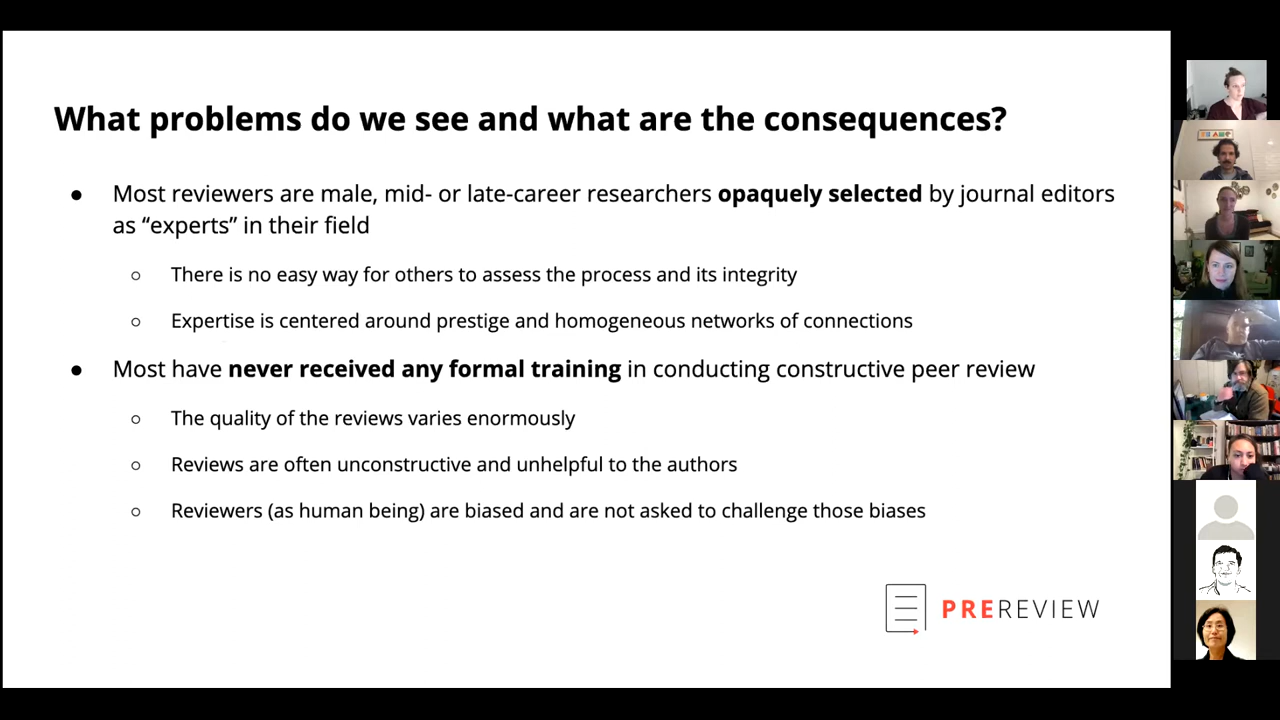 What problems do we see and what are the consequences?
● Most reviewers are male, mid- or late-career researchers opaquely selected by journal editors
as “experts” in their field
○ There is no easy way for others to assess the process and its integrity
○ Expertise is centered around prestige and homogeneous networks of connections
● Most have never received any formal training in conducting constructive peer review
○ The quality of the reviews varies enormously
○ Reviews are often unconstructive and unhelpful to the authors
○ Reviewers (as human being) are biased and are not asked to challenge those biases
PREREVIEW